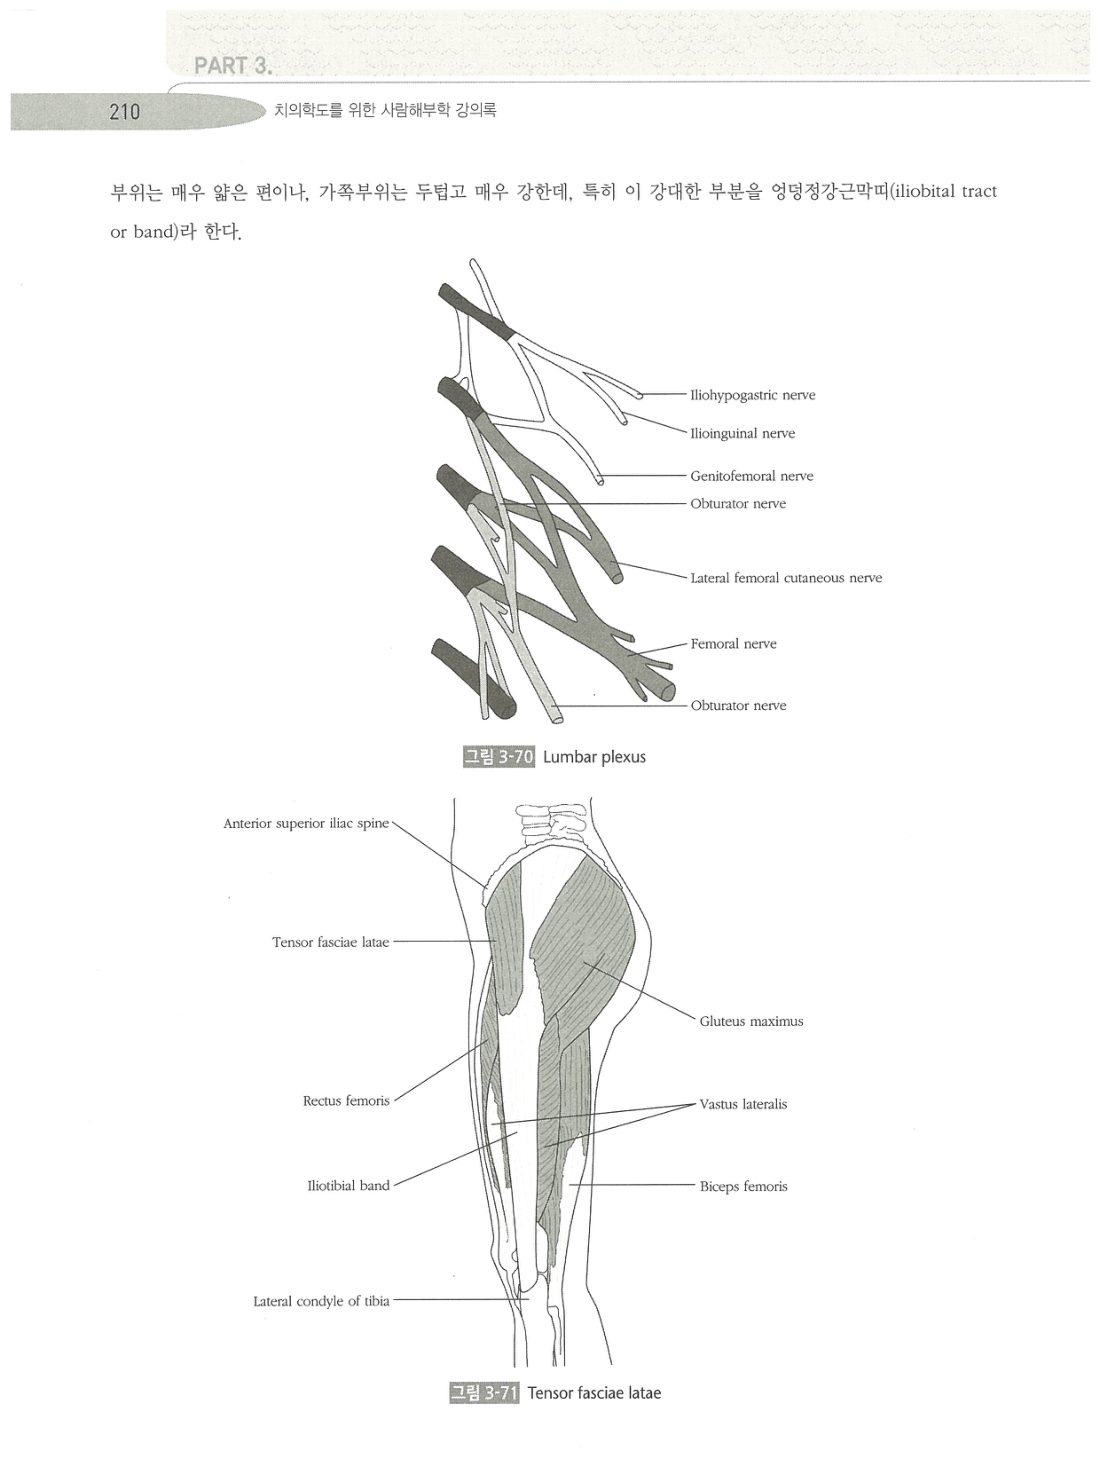 PART 3.
210
치의학도를 위한 사람해부학 강의록
부위는 매우 얇은 편이나, 가쪽부위는 두텁고 매우 강한데, 특히 이 강대한 부분을 엉덩정강근막띠(iliobital tract
or band)라 한다.
Iliohypogastric nerve
Ilioinguinal nerve
Genitofemoral nerve
Obturator nerve
Lateral femoral cutaneous nerve
Femoral nerve
Obturator nerve
그림 3-70 Lumbar plexus
Anterior superior iliac spine
Tensor fasciae latae
Gluteus maximus
Rectus femoris
Vastus lateralis
Iliotibial band
Biceps femoris
Lateral condyle of tibia
그림 3-71 Tensor fasciae latae